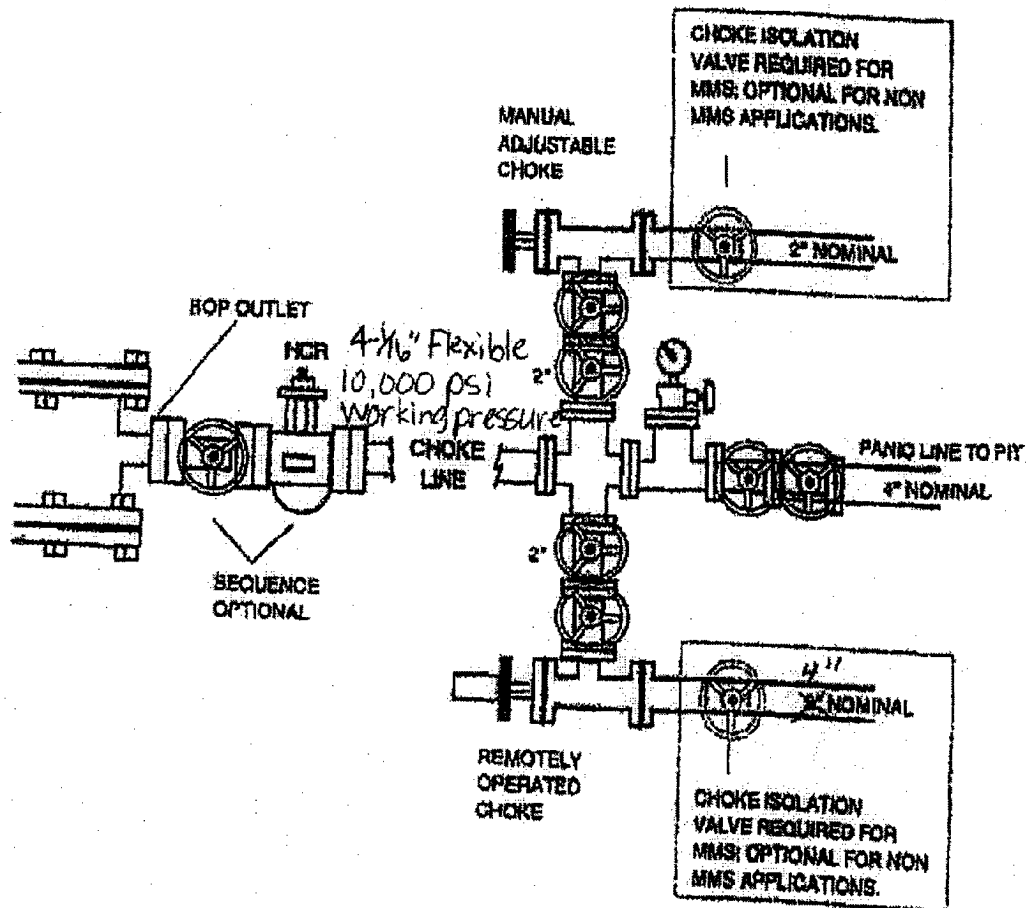 CHOKE ISOLATION
VALVE REQUIRED FOR
MMS; OPTIONAL FOR NON
MMS APPLICATIONS.
MANUAL
ADJUSTABLE
CHOKE
2" NOMINAL
BOP OUTLET
HCR
4-1/16" Flexible
10,000 psi
Working pressure
2"
CHOKE
LINE
PANIC LINE TO PIT
4" NOMINAL
2"
SEQUENCE
OPTIONAL
4"
NOMINAL
REMOTELY
OPERATED
CHOKE
CHOKE ISOLATION
VALVE REQUIRED FOR
MMS; OPTIONAL FOR NON
MMS APPLICATIONS.